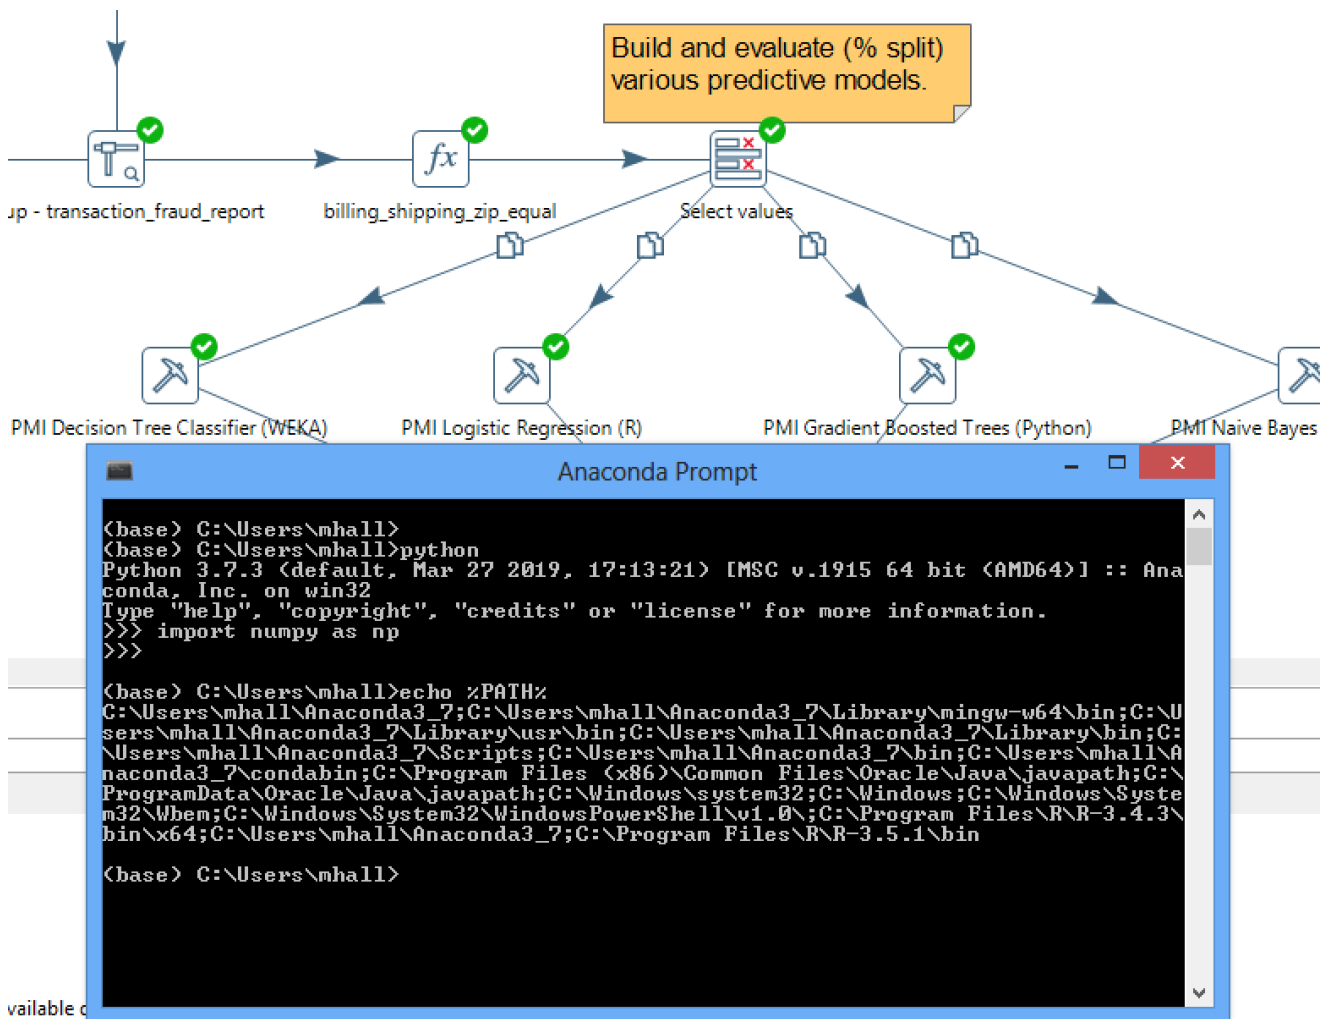 Build and evaluate (% split)
various predictive models.
fx
up - transaction_fraud_report
billing_shipping_zip_equal
Select values
PMI Decision Tree Classifier (WEKA)
PMI Logistic Regression (R)
PMI Gradient Boosted Trees (Python)
PMI Naive Bayes
Anaconda Prompt
(base) C:\Users\mhall>
(base) C:\Users\mhall>python
Python 3.7.3 (default, Mar 27 2019, 17:13:21) [MSC v.1915 64 bit (AMD64)] :: Ana
conda, Inc. on win32
Type "help", "copyright", "credits" or "license" for more information.
>>> import numpy as np
>>>
(base) C:\Users\mhall>echo %PATH%
C:\Users\mhall\Anaconda3_7;C:\Users\mhall\Anaconda3_7\Library\mingw-w64\bin;C:\U
sers\mhall\Anaconda3_7\Library\usr\bin;C:\Users\mhall\Anaconda3_7\Library\bin;C:
\Users\mhall\Anaconda3_7\Scripts;C:\Users\mhall\Anaconda3_7\bin;C:\Users\mhall\A
naconda3_7\condabin;C:\Program Files (x86)\Common Files\Oracle\Java\javapath;C:\
ProgramData\Oracle\Java\javapath;C:\Windows\system32;C:\Windows;C:\Windows\Syste
m32\Wbem;C:\Windows\System32\WindowsPowerShell\v1.0\;C:\Program Files\R\R-3.4.3\
bin\x64;C:\Users\mhall\Anaconda3_7;C:\Program Files\R\R-3.5.1\bin
(base) C:\Users\mhall>
vailable